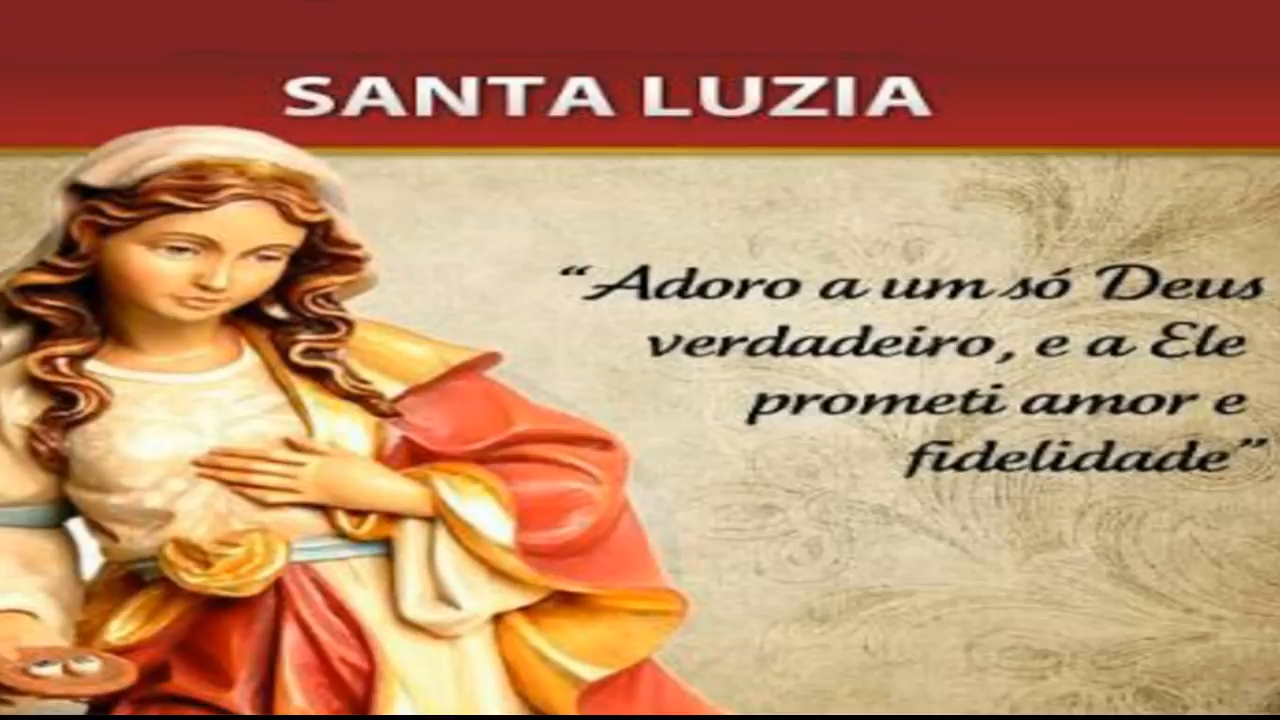 SANTA LUZIA
“Adoro a um só Deus
verdadeiro, e a Ele
prometi amor e
fidelidade”